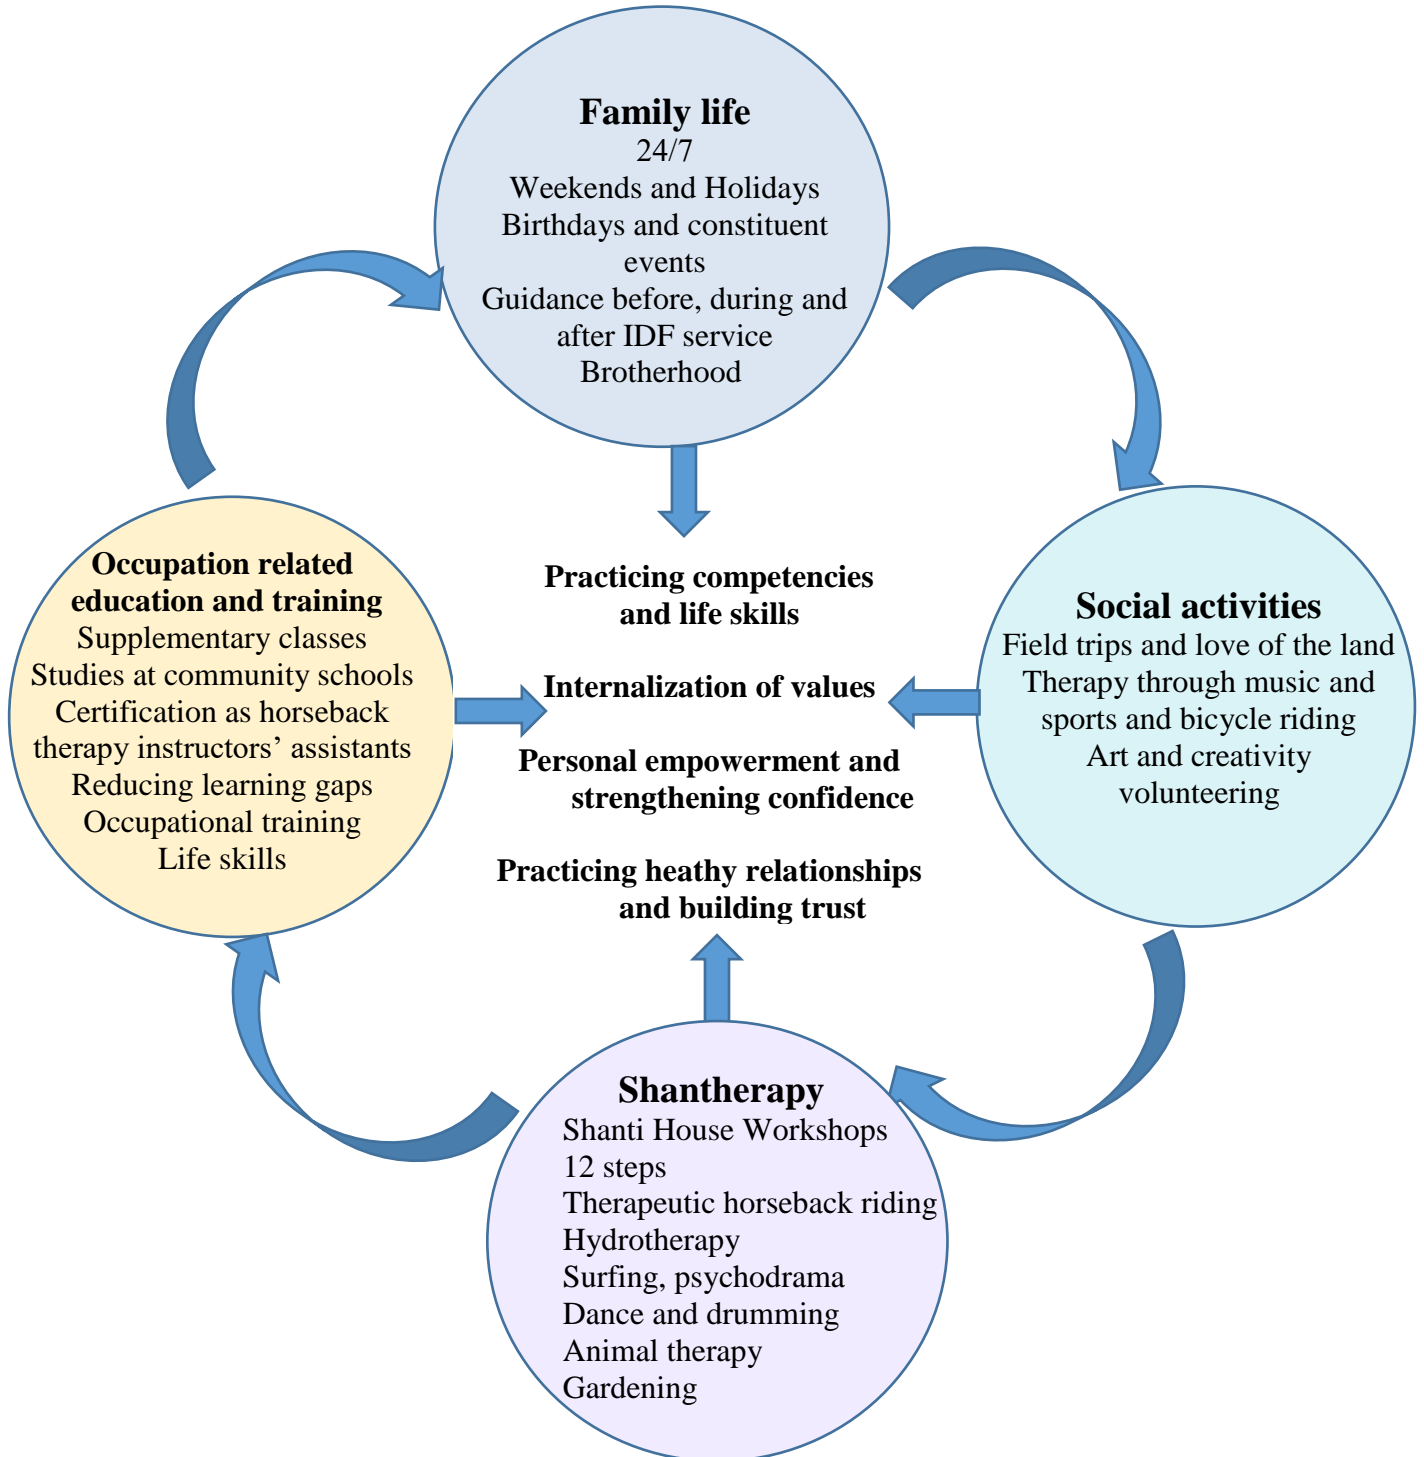 Family life
24/7
Weekends and Holidays
Birthdays and constituent
events
Guidance before, during and
after IDF service
Brotherhood
Occupation related
education and training
Supplementary classes
Studies at community schools
Certification as horseback
therapy instructors’ assistants
Reducing learning gaps
Occupational training
Life skills
Practicing competencies
and life skills
Internalization of values
Personal empowerment and
strengthening confidence
Practicing heathy relationships
and building trust
Social activities
Field trips and love of the land
Therapy through music and
sports and bicycle riding
Art and creativity
volunteering
Shantherapy
Shanti House Workshops
12 steps
Therapeutic horseback riding
Hydrotherapy
Surfing, psychodrama
Dance and drumming
Animal therapy
Gardening